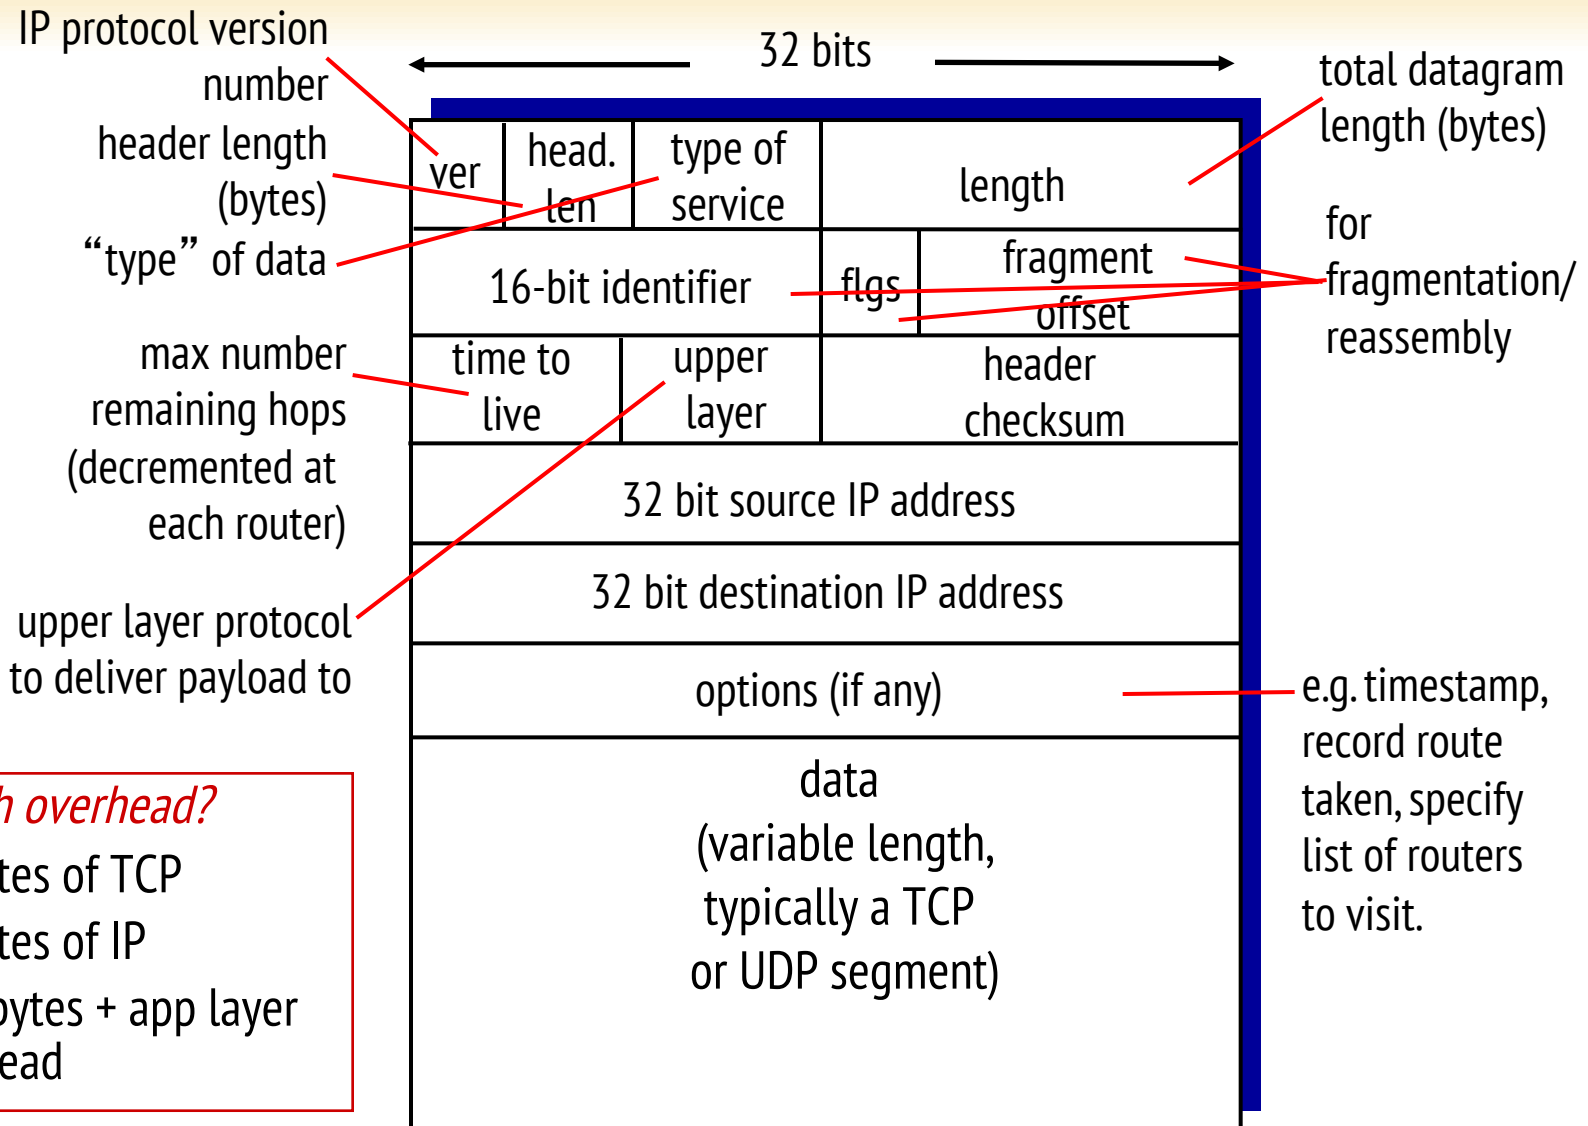 IP protocol version
number
header length
(bytes)
“type” of data
max number
remaining hops
(decremented at
each router)
upper layer protocol
to deliver payload to
32 bits
ver
head.
len
type of
service
length
16-bit identifier
flgs
fragment
offset
time to
live
upper
layer
header
checksum
32 bit source IP address
32 bit destination IP address
options (if any)
data
(variable length,
typically a TCP
or UDP segment)
total datagram
length (bytes)
for
fragmentation/
reassembly
e.g. timestamp,
record route
taken, specify
list of routers
to visit.
overhead?
of TCP
of IP
bytes + app layer